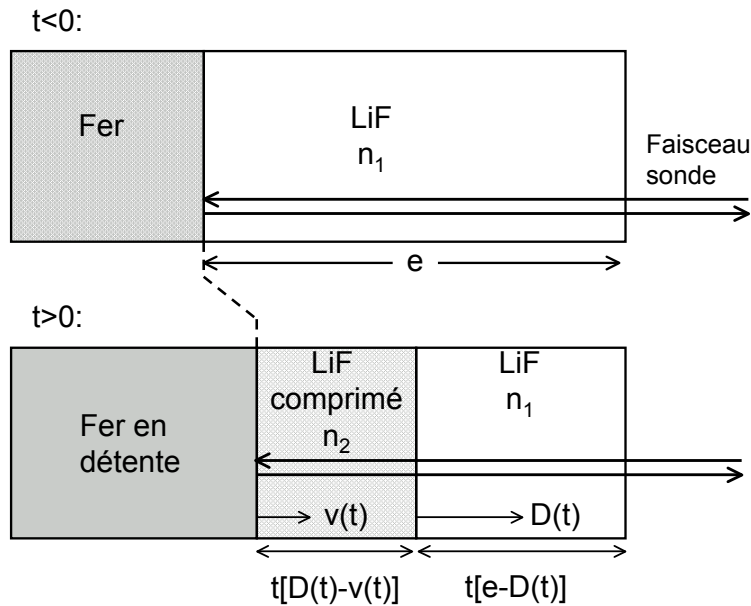 t<0:
Fer
LiF
n₁
Faisceau
sonde
e
t>0:
LiF
comprimé
n₂
LiF
n₁
Fer en
détente
v(t)
D(t)
t[D(t)-v(t)]
t[e-D(t)]